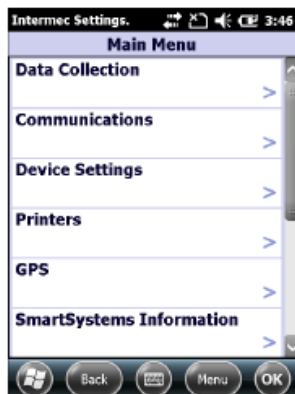 Intermec Settings. 3:46
Main Menu
Data Collection
>
Communications
>
Device Settings
>
Printers
>
GPS
>
SmartSystems Information
>
Back Menu OK